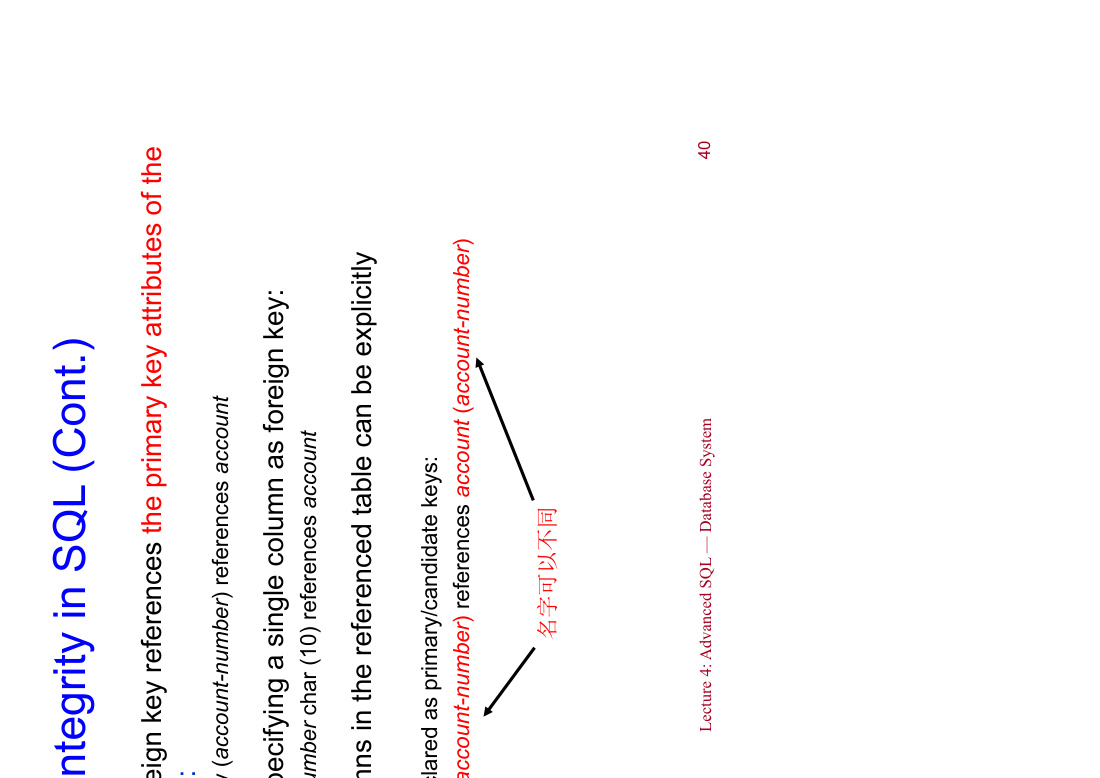 ntegrity in SQL (Cont.)
eign key references the primary key attributes of the
:
y (account-number) references account
pecifying a single column as foreign key:
umber char (10) references account
nns in the referenced table can be explicitly
clared as primary/candidate keys:
account-number) references account (account-number)
名字可以不同
Lecture 4: Advanced SQL — Database System 40